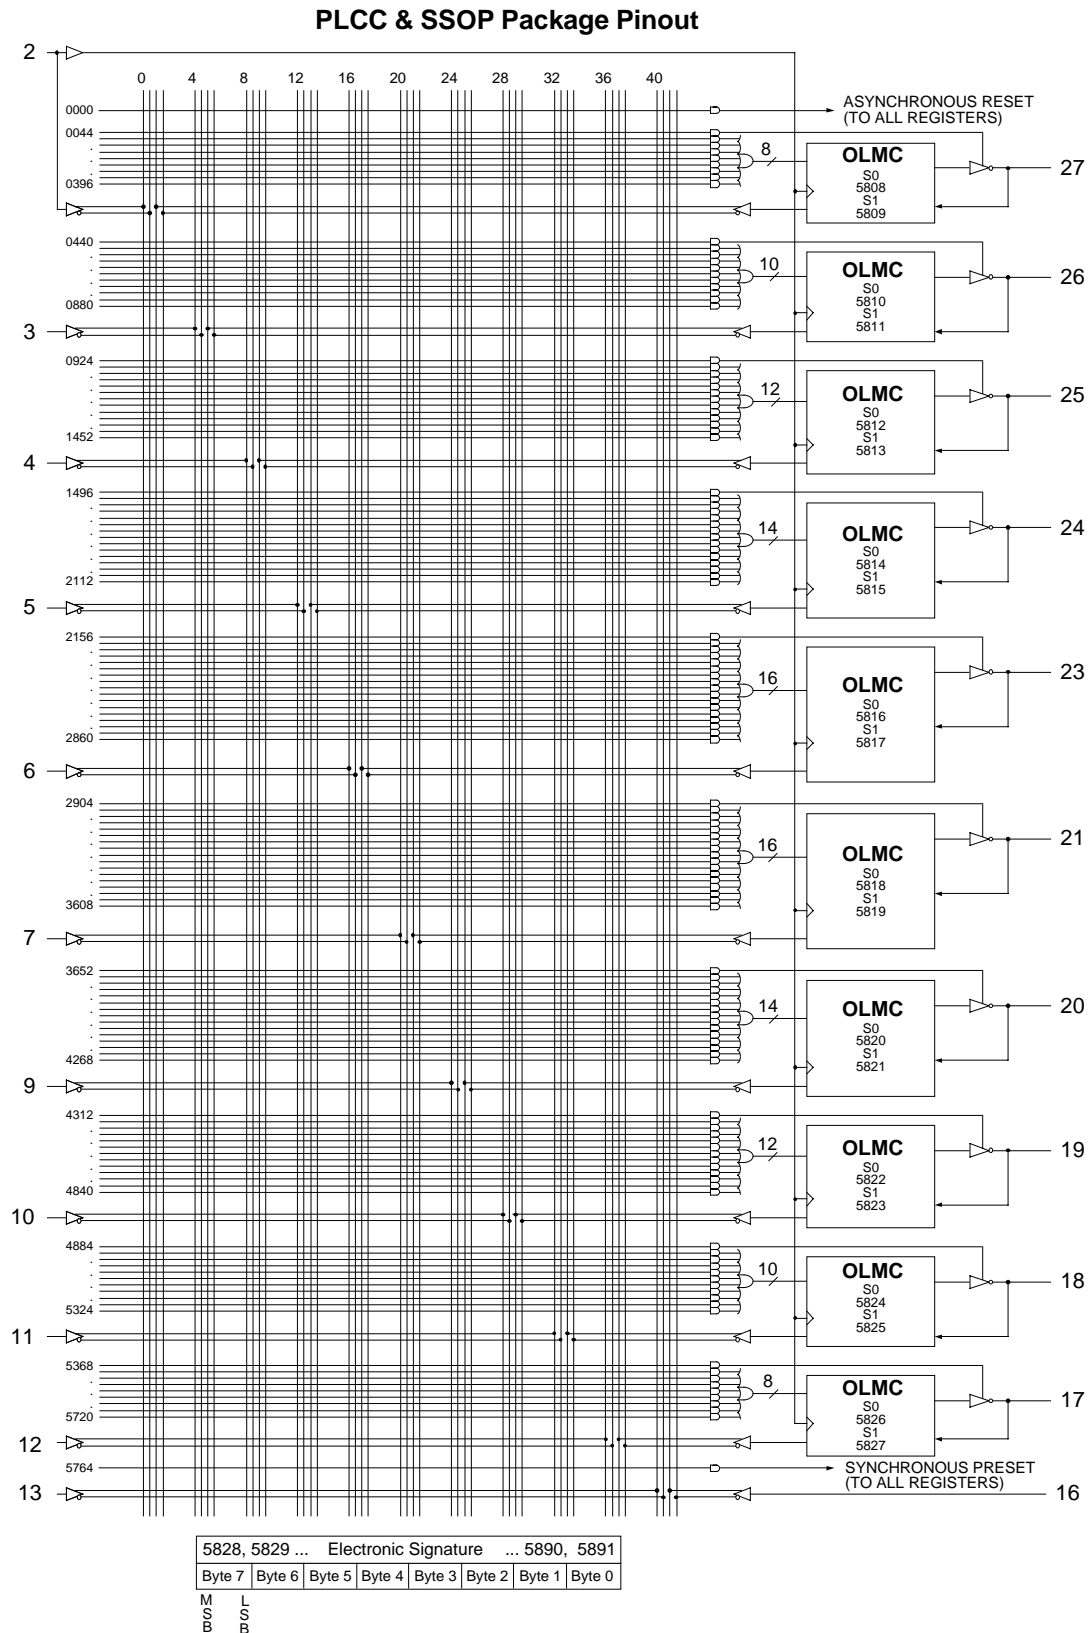 PLCC & SSOP Package Pinout
2
0 4 8 12 16 20 24 28 32 36 40
0000
ASYNCHRONOUS RESET
(TO ALL REGISTERS)
0044
.
.
.
0396
8
OLMC
S0
5808
S1
5809
27
0440
.
.
.
0880
10
OLMC
S0
5810
S1
5811
26
3
0924
.
.
.
1452
12
OLMC
S0
5812
S1
5813
25
4
1496
.
.
.
.
2112
14
OLMC
S0
5814
S1
5815
24
5
2156
.
.
.
.
2860
16
OLMC
S0
5816
S1
5817
23
6
2904
.
.
.
.
3608
16
OLMC
S0
5818
S1
5819
21
7
3652
.
.
.
.
4268
14
OLMC
S0
5820
S1
5821
20
9
4312
.
.
.
4840
12
OLMC
S0
5822
S1
5823
19
10
4884
.
.
.
5324
10
OLMC
S0
5824
S1
5825
18
11
5368
.
.
.
5720
8
OLMC
S0
5826
S1
5827
17
12
5764
SYNCHRONOUS PRESET
(TO ALL REGISTERS)
13
16
5828, 5829 ... Electronic Signature ... 5890, 5891
Byte 7 Byte 6 Byte 5 Byte 4 Byte 3 Byte 2 Byte 1 Byte 0
M L
S S
B B